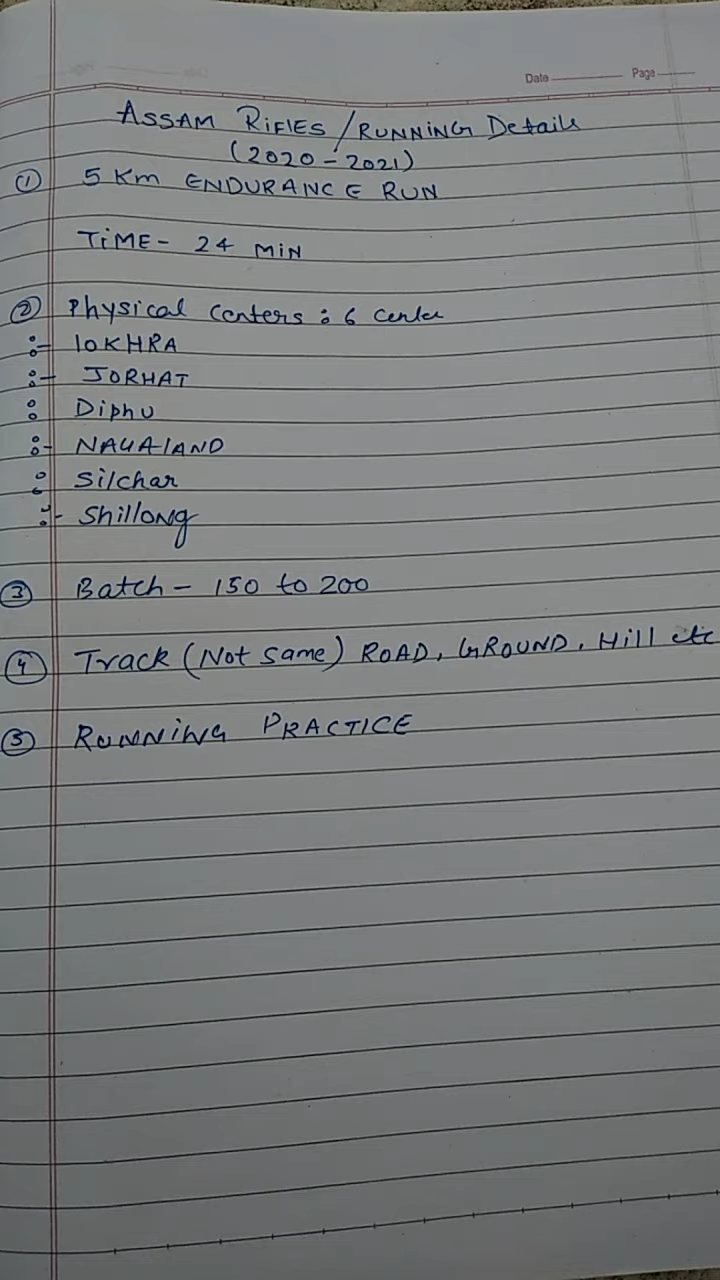 Date Page
ASSAM RIFlES / RUNNING Details
(2020-2021)
① 5 Km ENDURANCE RUN
TiME - 24 MiN
② Physical Centers : 6 Center
:- lOKHRA
:- JORHAT
: Diphu
:- NAGAlAND
: Silchar
:- Shillong
③ Batch - 150 to 200
④ Track (Not Same) ROAD, GROUND, Hill etc
⑤ RUNNiNG PRACTICE